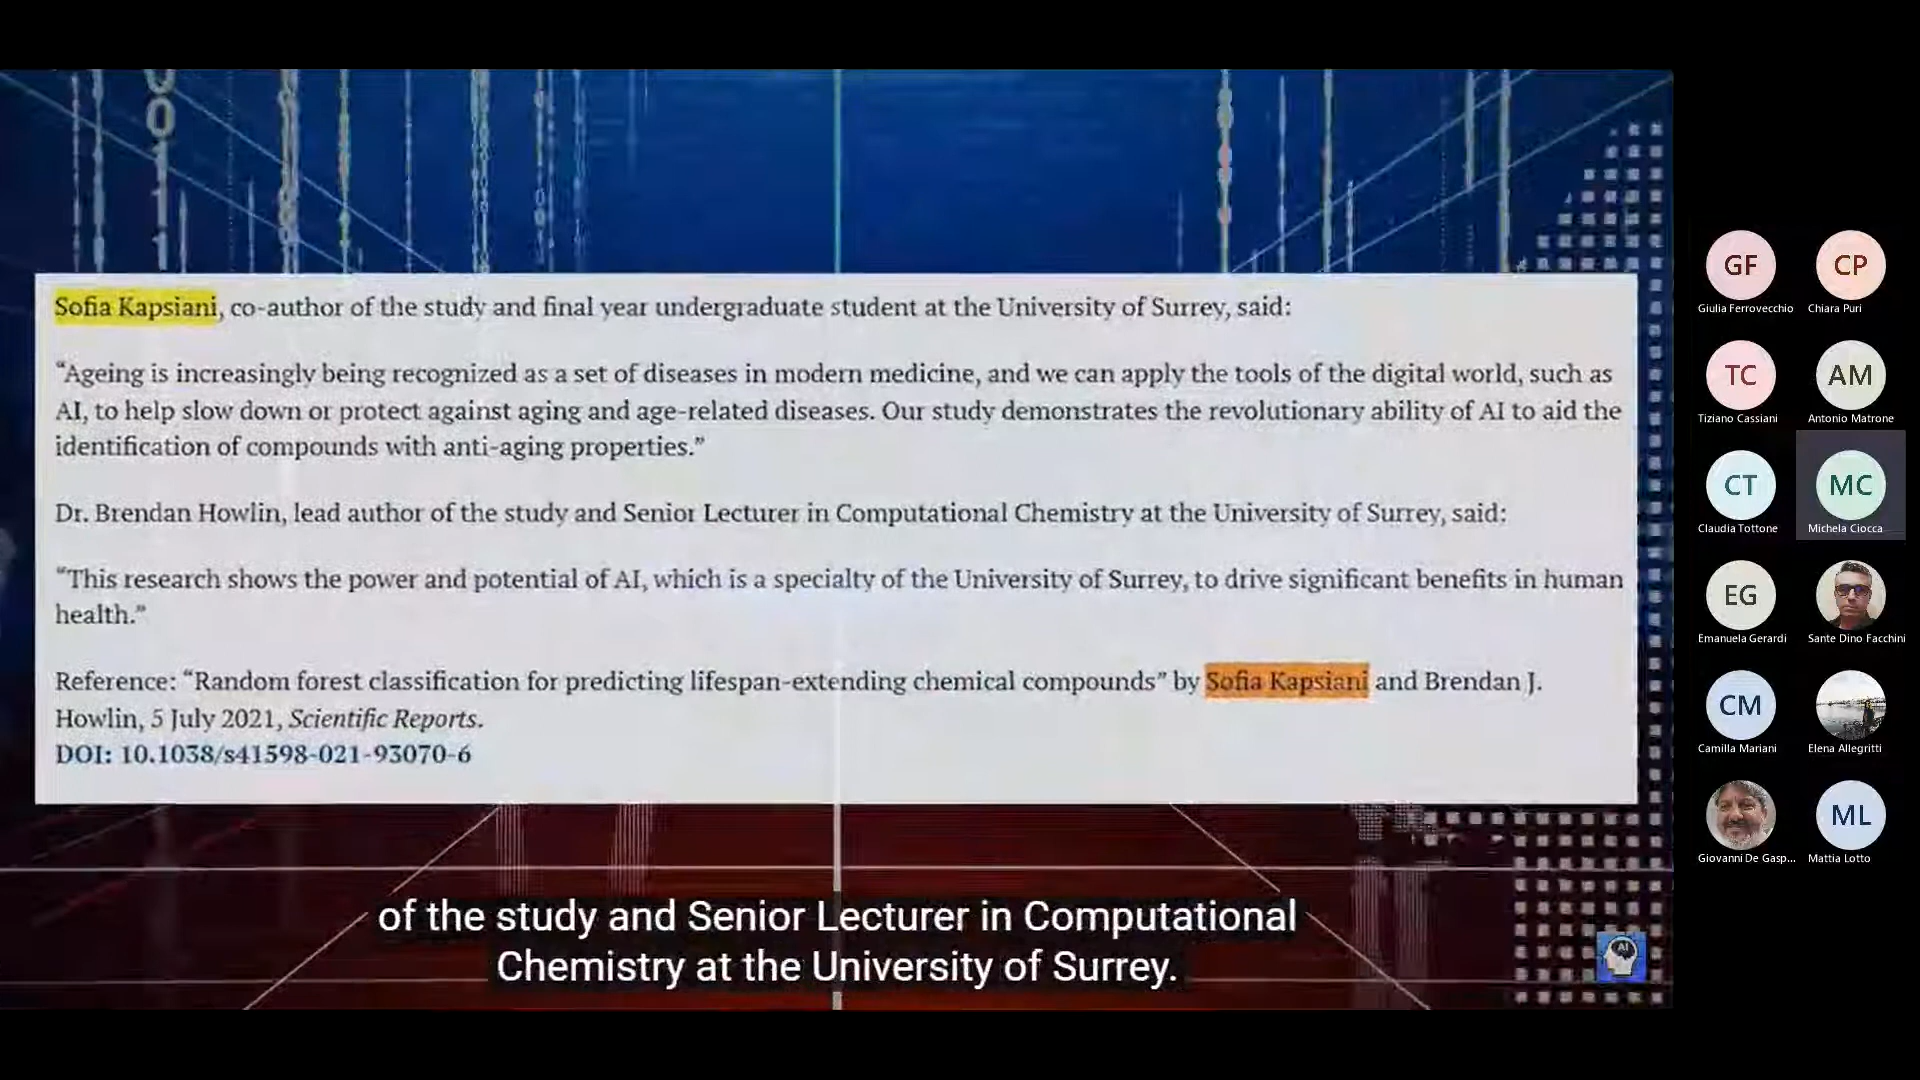 Sofia Kapsiani, co-author of the study and final year undergraduate student at the University of Surrey, said:
“Ageing is increasingly being recognized as a set of diseases in modern medicine, and we can apply the tools of the digital world, such as
AI, to help slow down or protect against aging and age-related diseases. Our study demonstrates the revolutionary ability of AI to aid the
identification of compounds with anti-aging properties.”
Dr. Brendan Howlin, lead author of the study and Senior Lecturer in Computational Chemistry at the University of Surrey, said:
“This research shows the power and potential of AI, which is a specialty of the University of Surrey, to drive significant benefits in human
health.”
Reference: “Random forest classification for predicting lifespan-extending chemical compounds” by Sofia Kapsiani and Brendan J.
Howlin, 5 July 2021, Scientific Reports.
DOI: 10.1038/s41598-021-93070-6
of the study and Senior Lecturer in Computational
Chemistry at the University of Surrey.
AI
GF
CP
Giulia Ferrovecchio
Chiara Puri
TC
AM
Tiziano Cassiani
Antonio Matrone
CT
MC
Claudia Tottone
Michela Ciocca
EG
Emanuela Gerardi
Sante Dino Facchini
CM
Camilla Mariani
Elena Allegritti
ML
Giovanni De Gasp...
Mattia Lotto